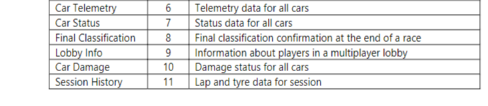 Car Telemetry 6 Telemetry data for all cars
Car Status 7 Status data for all cars
Final Classification 8 Final classification confirmation at the end of a race
Lobby Info 9 Information about players in a multiplayer lobby
Car Damage 10 Damage status for all cars
Session History 11 Lap and tyre data for session